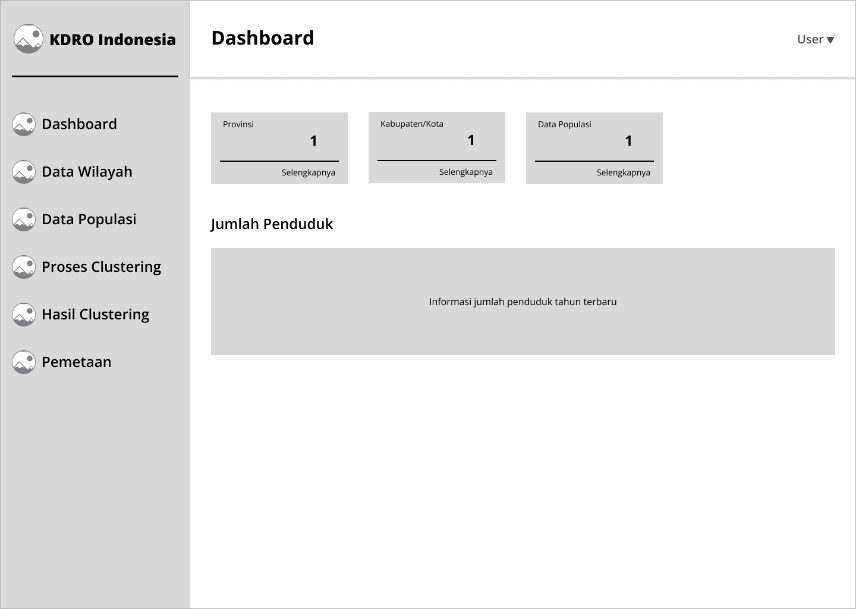 KDRO Indonesia
Dashboard
User ▼
Dashboard
Data Wilayah
Data Populasi
Proses Clustering
Hasil Clustering
Pemetaan
Provinsi
1
Selengkapnya
Kabupaten/Kota
1
Selengkapnya
Data Populasi
1
Selengkapnya
Jumlah Penduduk
Informasi jumlah penduduk tahun terbaru